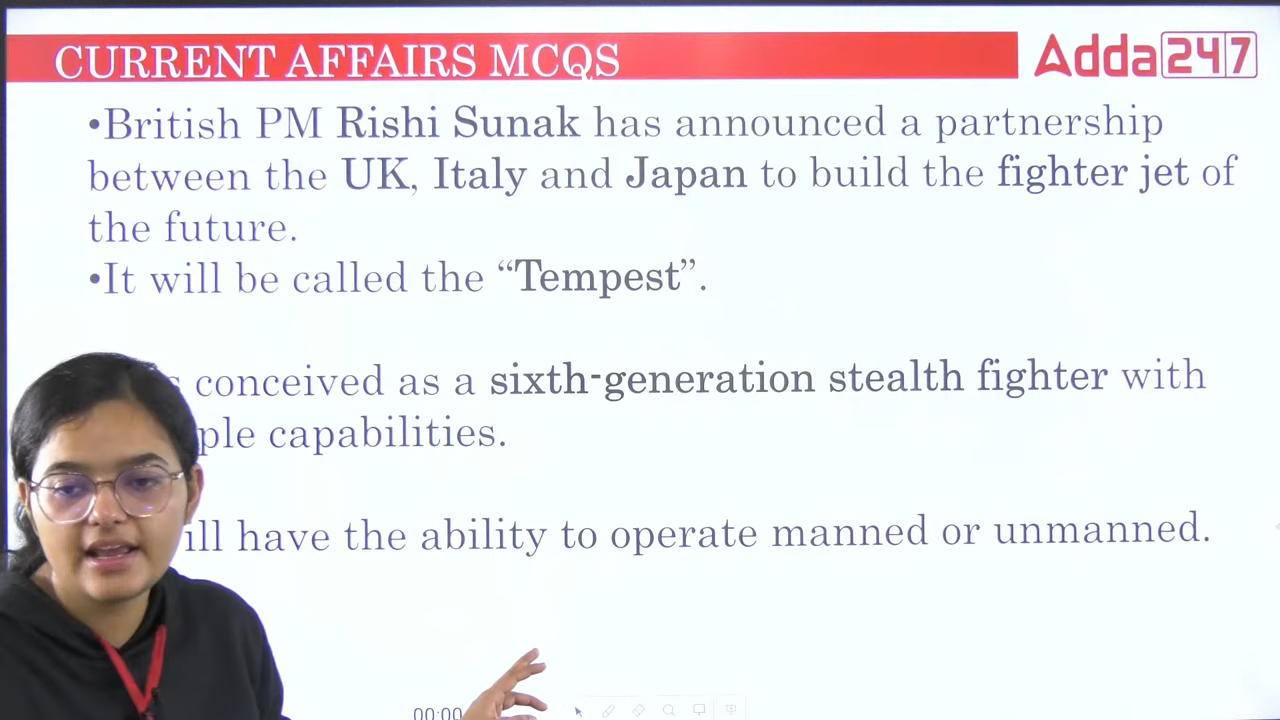 CURRENT AFFAIRS MCQS
Adda247
•British PM Rishi Sunak has announced a partnership
between the UK, Italy and Japan to build the fighter jet of
the future.
•It will be called the “Tempest”.
conceived as a sixth-generation stealth fighter with
capabilities.
have the ability to operate manned or unmanned.
00:00